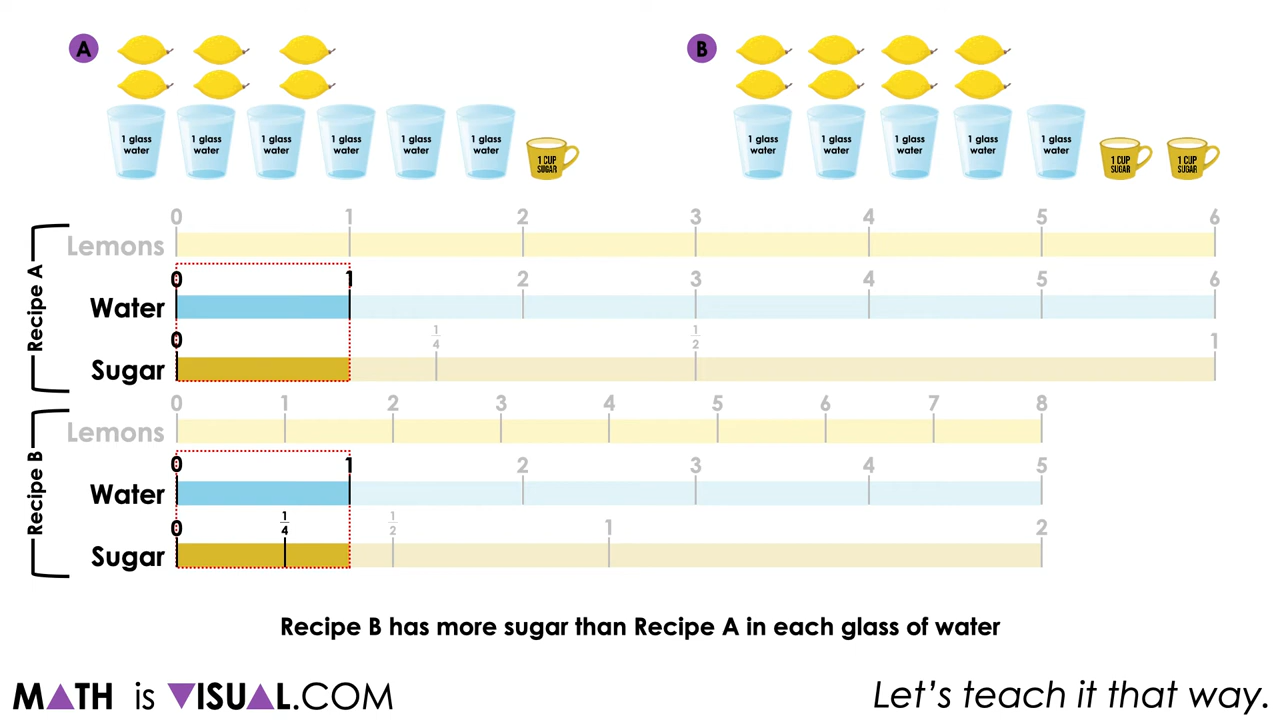 A
B
1 glass water
1 glass water
1 glass water
1 glass water
1 glass water
1 glass water
1 CUP SUGAR
1 glass water
1 glass water
1 glass water
1 glass water
1 glass water
1 CUP SUGAR
1 CUP SUGAR
Recipe A
0 1 2 3 4 5 6
Lemons
0 1 2 3 4 5 6
Water
0 1/4 1/2 1
Sugar
Recipe B
0 1 2 3 4 5 6 7 8
Lemons
0 1 2 3 4 5
Water
0 1/4 1/2 1 2
Sugar
Recipe B has more sugar than Recipe A in each glass of water
MATH is VISUAL.COM
Let's teach it that way.